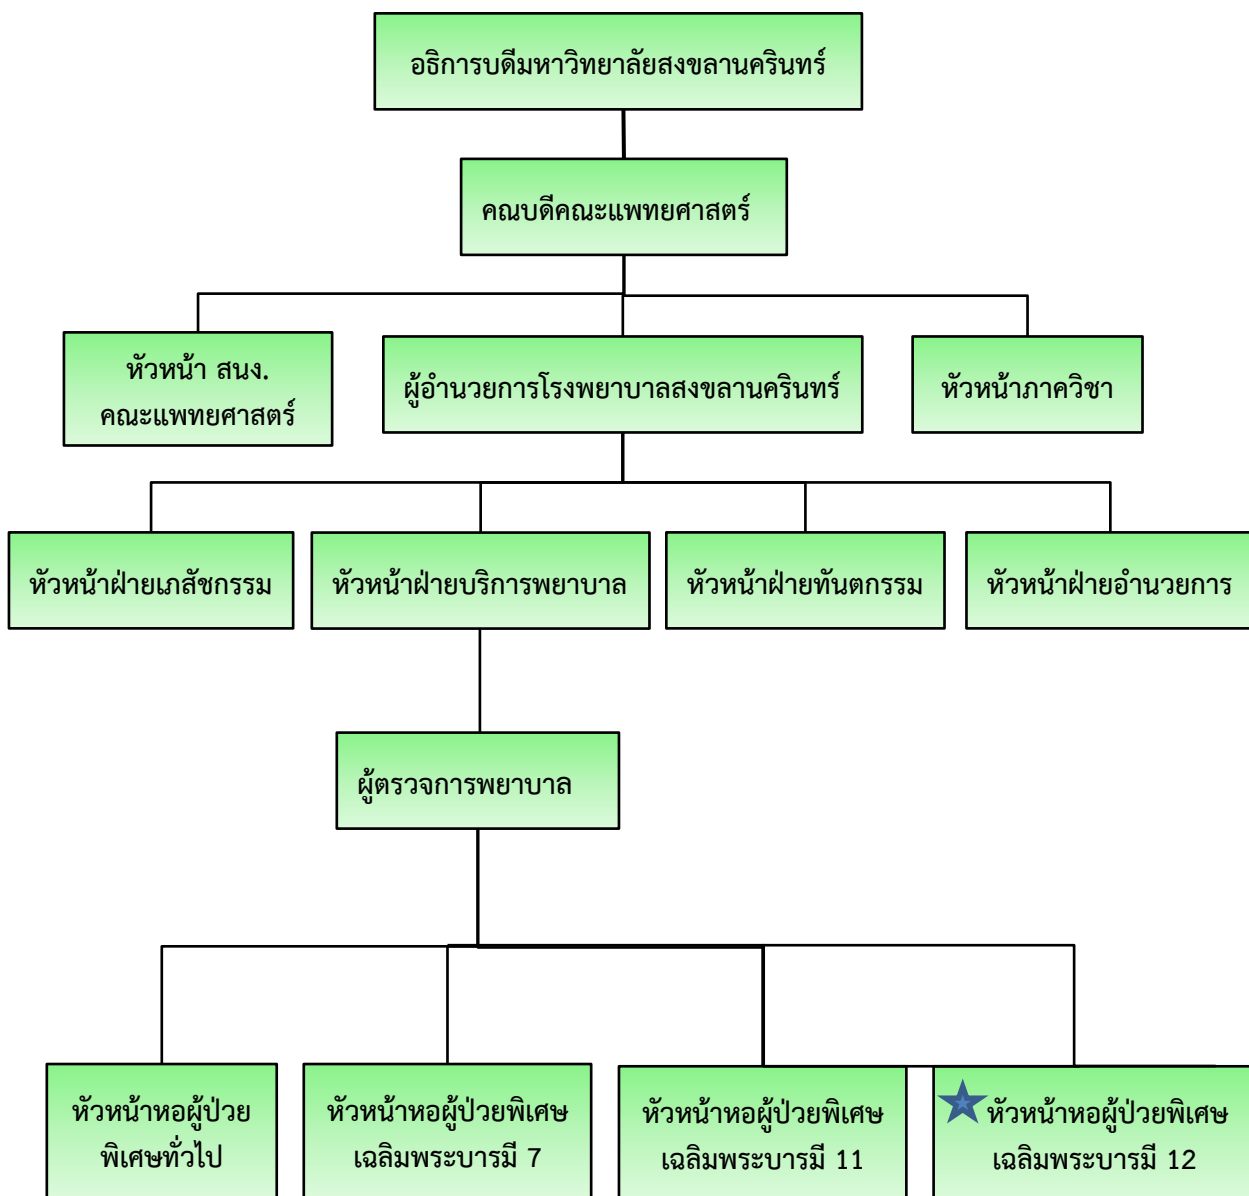 อธิการบดีมหาวิทยาลัยสงขลานครินทร์
คณบดีคณะแพทยศาสตร์
หัวหน้า สนง.
คณะแพทยศาสตร์
ผู้อำนวยการโรงพยาบาลสงขลานครินทร์
หัวหน้าภาควิชา
หัวหน้าฝ่ายเภสัชกรรม
หัวหน้าฝ่ายบริการพยาบาล
หัวหน้าฝ่ายทันตกรรม
หัวหน้าฝ่ายอำนวยการ
ผู้ตรวจการพยาบาล
หัวหน้าหอผู้ป่วย
พิเศษทั่วไป
หัวหน้าหอผู้ป่วยพิเศษ
เฉลิมพระบารมี 7
หัวหน้าหอผู้ป่วยพิเศษ
เฉลิมพระบารมี 11
หัวหน้าหอผู้ป่วยพิเศษ
เฉลิมพระบารมี 12